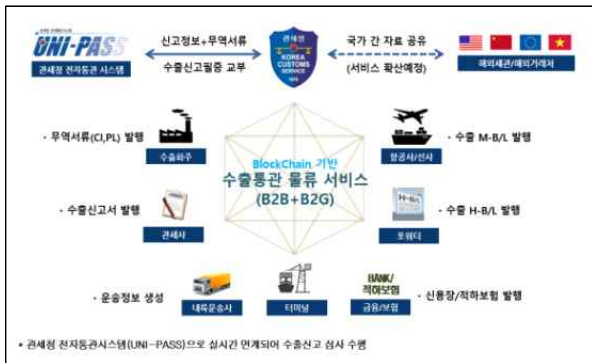 UNI-PASS
관세청 전자통관 시스템
신고정보+무역서류
수출신고필증 교부
관세청
KOREA
CUSTOMS
SERVICE
국가 간 자료 공유
(서비스 확산예정)
해외세관/해외거래처
· 무역서류(CI,PL) 발행
수출화주
· 수출 M-B/L 발행
항공사/선사
BlockChain 기반
수출통관 물류 서비스
(B2B+B2G)
· 수출신고서 발행
관세사
H-B/L
포워더
· 수출 H-B/L 발행
· 운송정보 생성
내륙운송사
터미널
BANK/
적하보험
금융/보험
· 신용장/적하보험 발행
* 관세청 전자통관시스템(UNI-PASS)으로 실시간 연계되어 수출신고 심사 수행